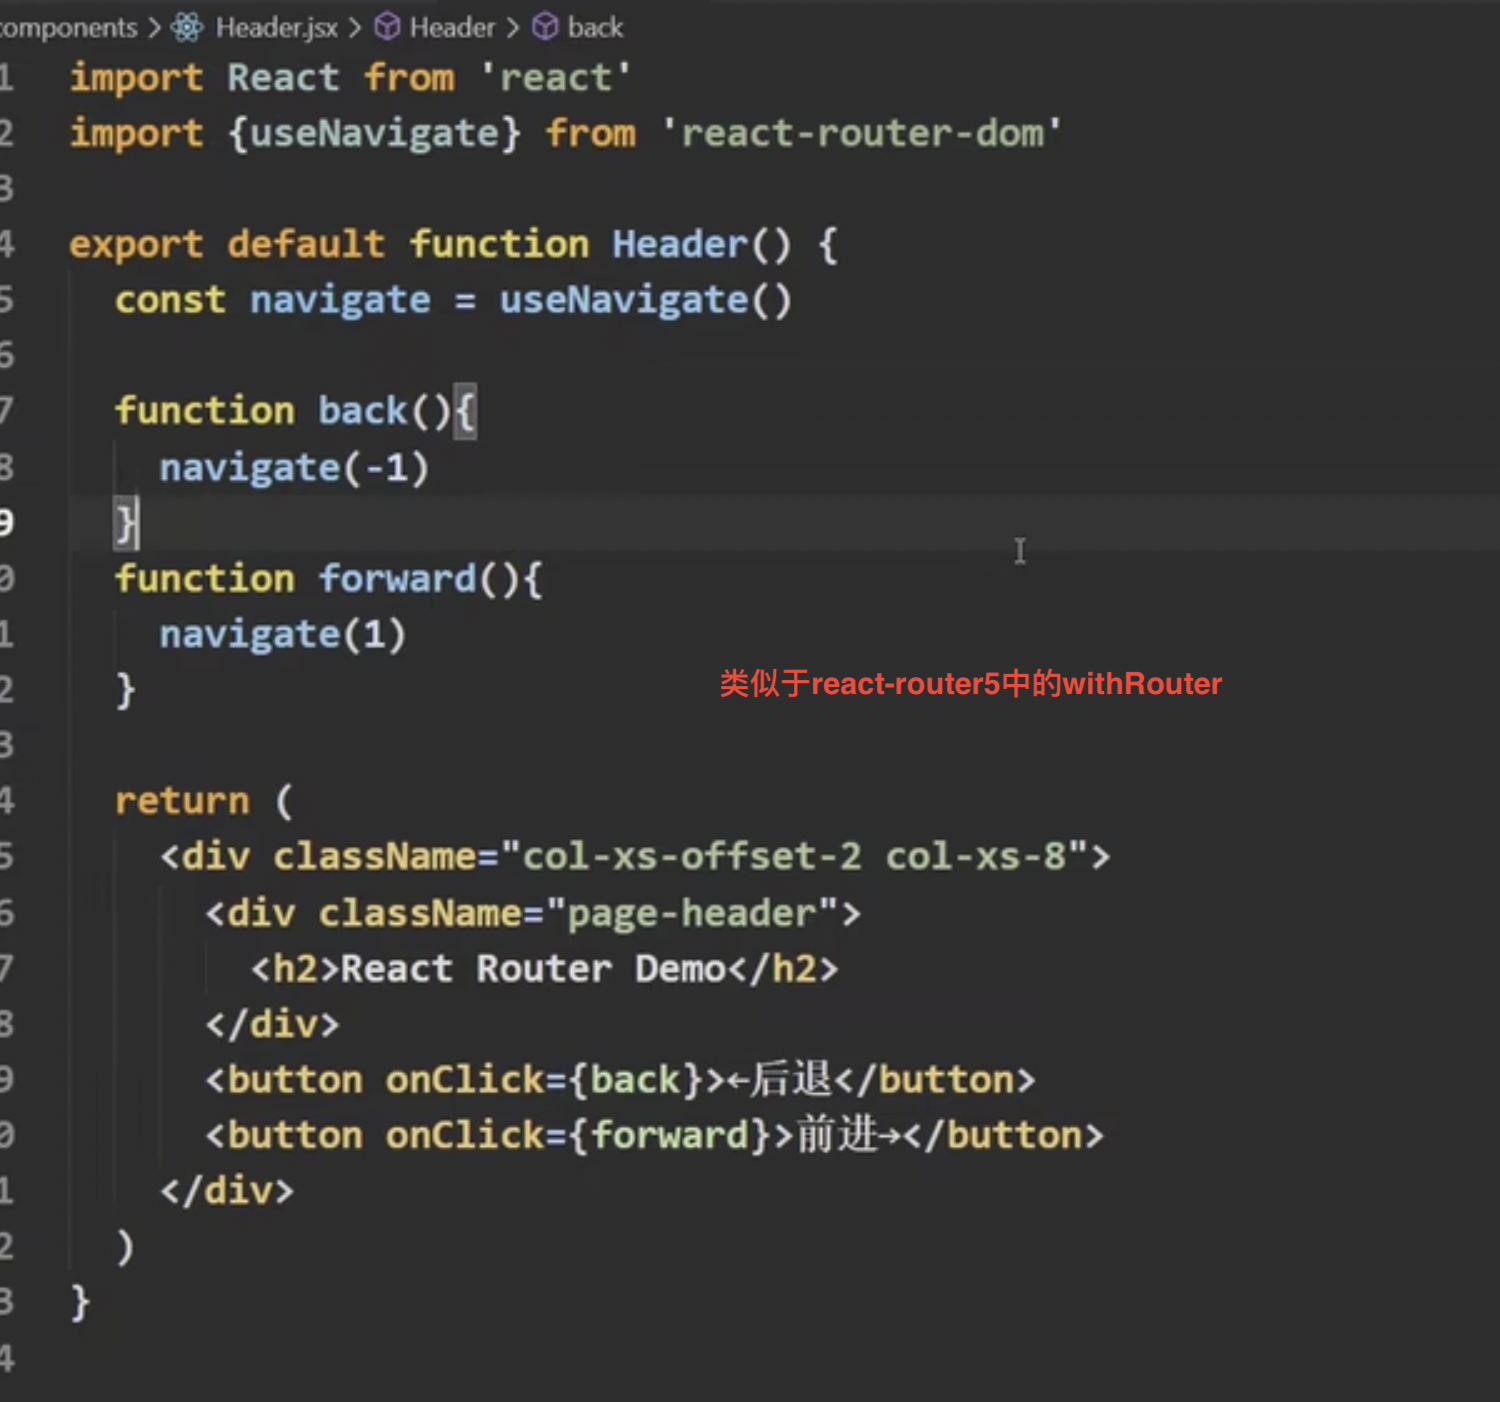 omponents > Header.jsx > Header > back
1 import React from 'react'
2 import {useNavigate} from 'react-router-dom'
3
4 export default function Header() {
5 const navigate = useNavigate()
6
7 function back(){
8 navigate(-1)
9 }
0 function forward(){
1 navigate(1)
类似于react-router5中的withRouter
2 }
3
4 return (
5 <div className="col-xs-offset-2 col-xs-8">
6 <div className="page-header">
7 <h2>React Router Demo</h2>
8 </div>
9 <button onClick={back}>←后退</button>
0 <button onClick={forward}>前进→</button>
1 </div>
2 )
3 }
4